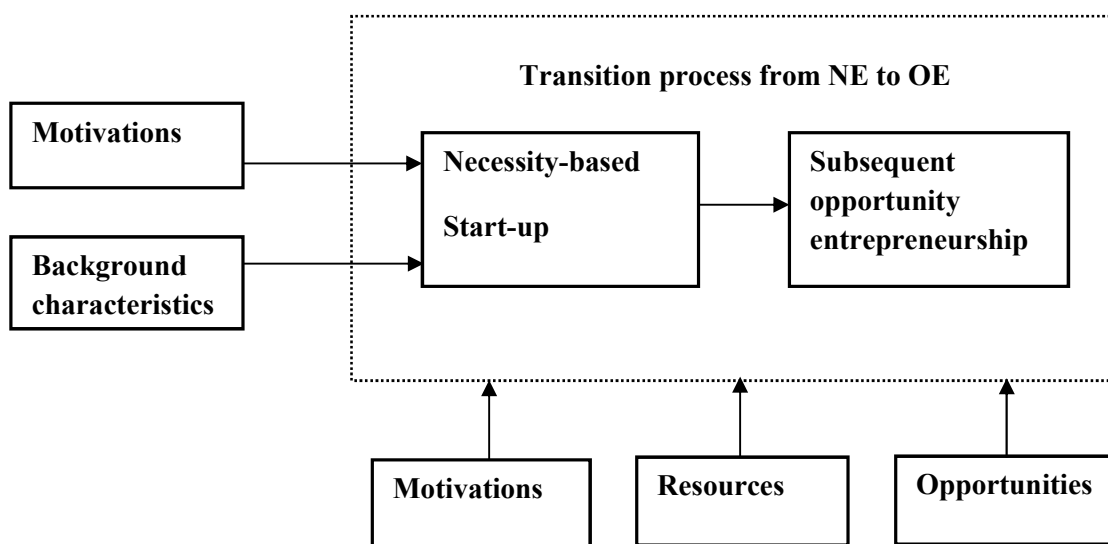 Transition process from NE to OE
Motivations
Necessity-based
Start-up
Subsequent
opportunity
entrepreneurship
Background
characteristics
Motivations
Resources
Opportunities